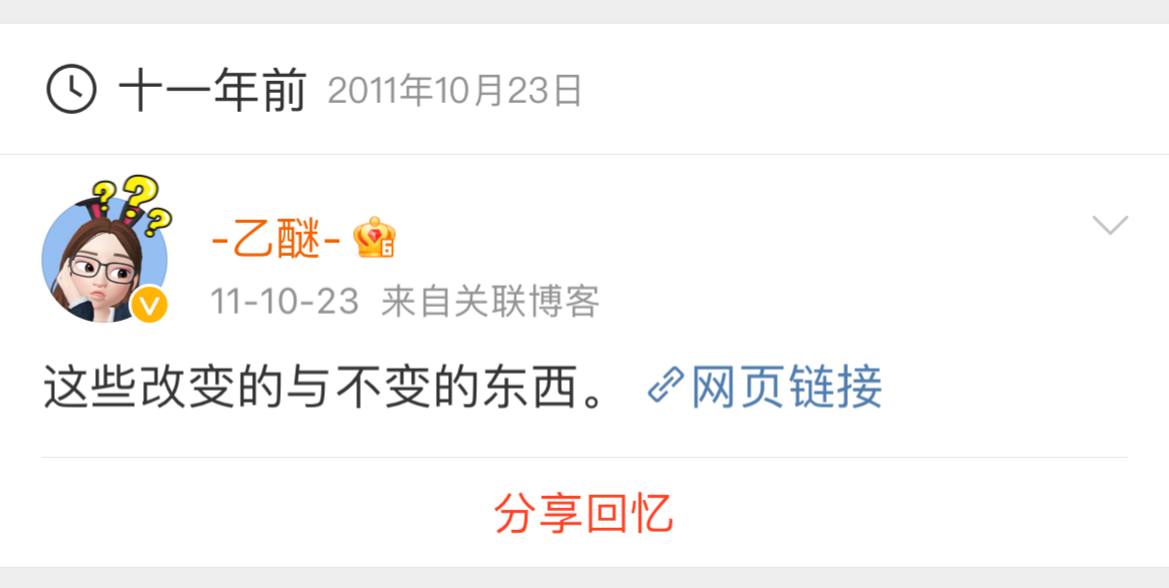 十一年前 2011年10月23日
-乙醚-
11-10-23 来自关联博客
这些改变的与不变的东西。 网页链接
分享回忆